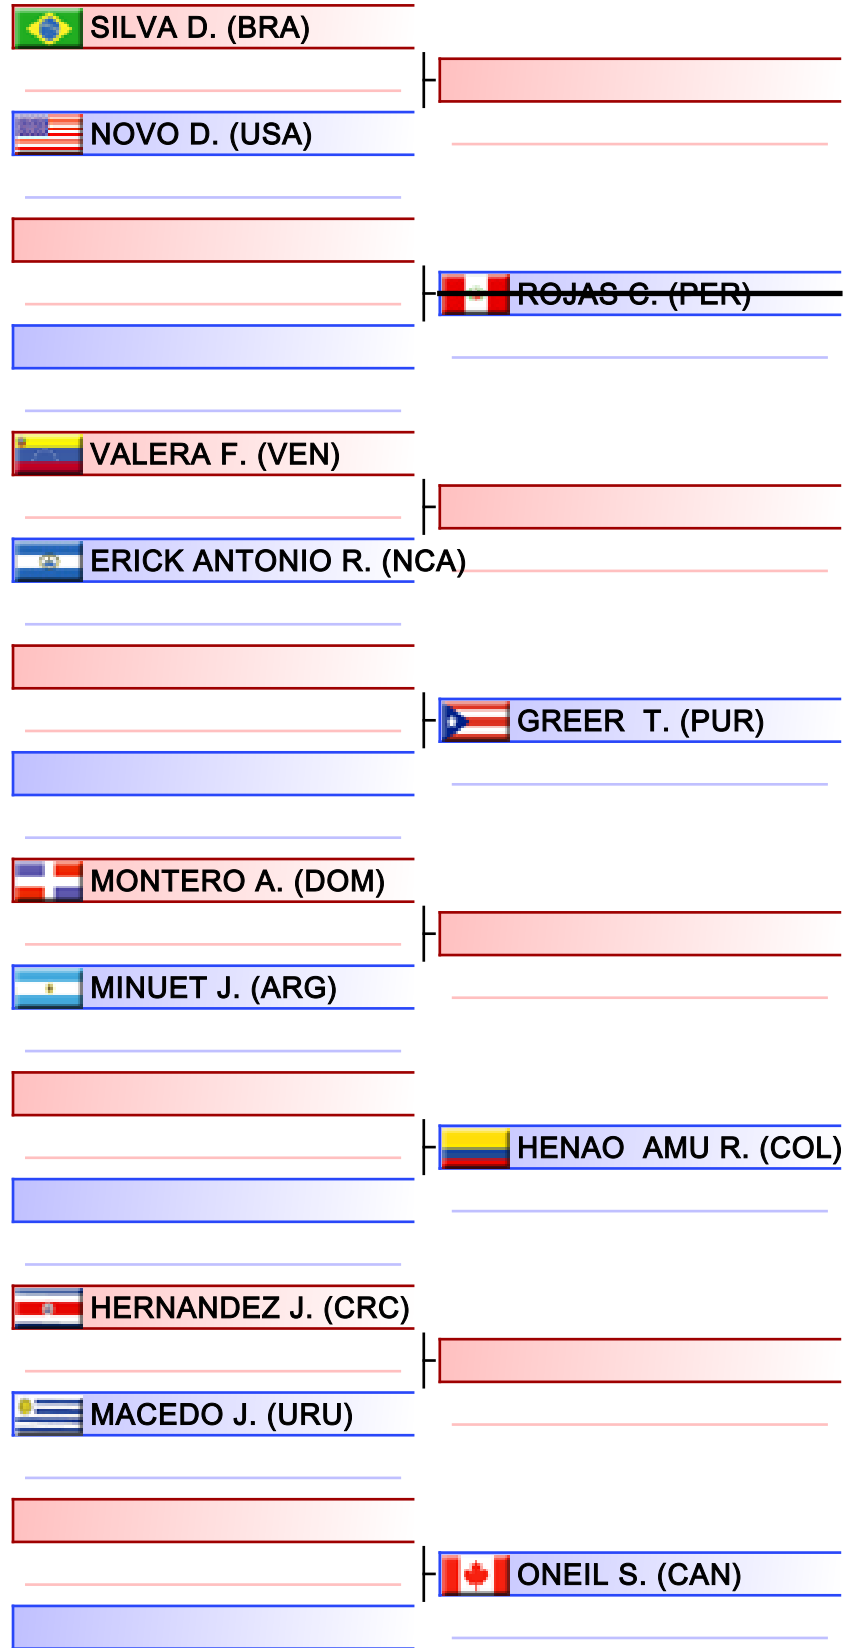 SILVA D. (BRA)
NOVO D. (USA)
ROJAS C. (PER)
VALERA F. (VEN)
ERICK ANTONIO R. (NCA)
GREER  T. (PUR)
MONTERO A. (DOM)
MINUET J. (ARG)
HENAO  AMU R. (COL)
HERNANDEZ J. (CRC)
MACEDO J. (URU)
ONEIL S. (CAN)